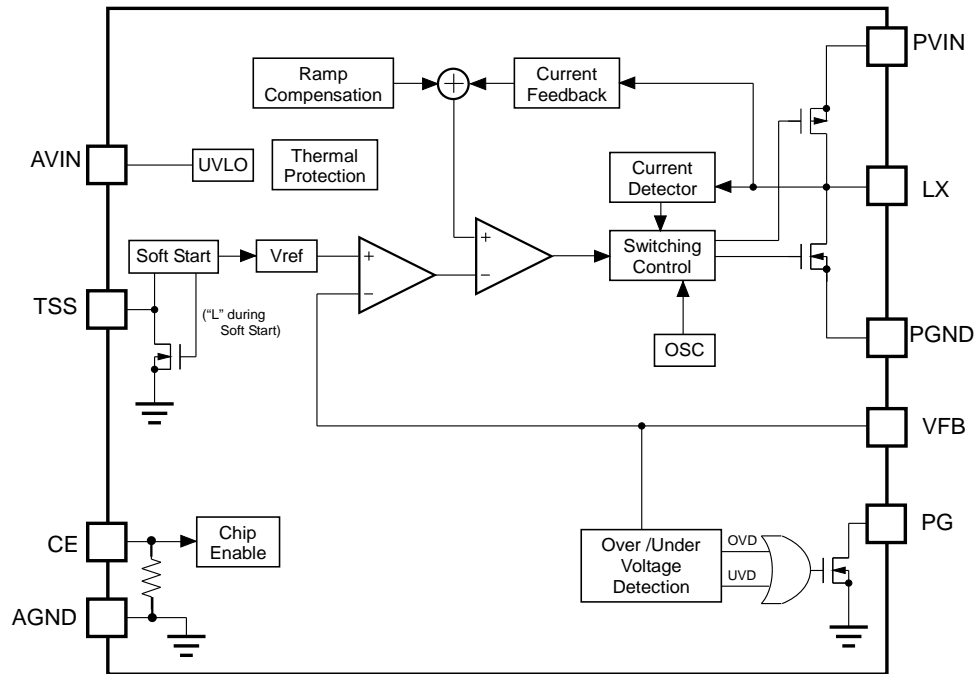 PVIN
Ramp
Compensation
+
Current
Feedback
AVIN
UVLO
Thermal
Protection
Current
Detector
LX
Soft Start
Vref
+
−
+
−
Switching
Control
TSS
("L" during
Soft Start)
OSC
PGND
VFB
CE
Chip
Enable
Over /Under
Voltage
Detection
OVD
UVD
PG
AGND